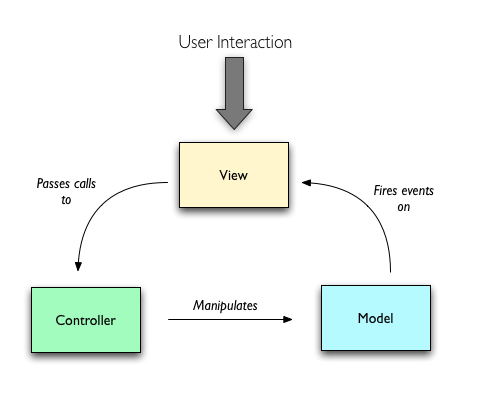 User Interaction
View
Passes calls
to
Fires events
on
Manipulates
Controller
Model